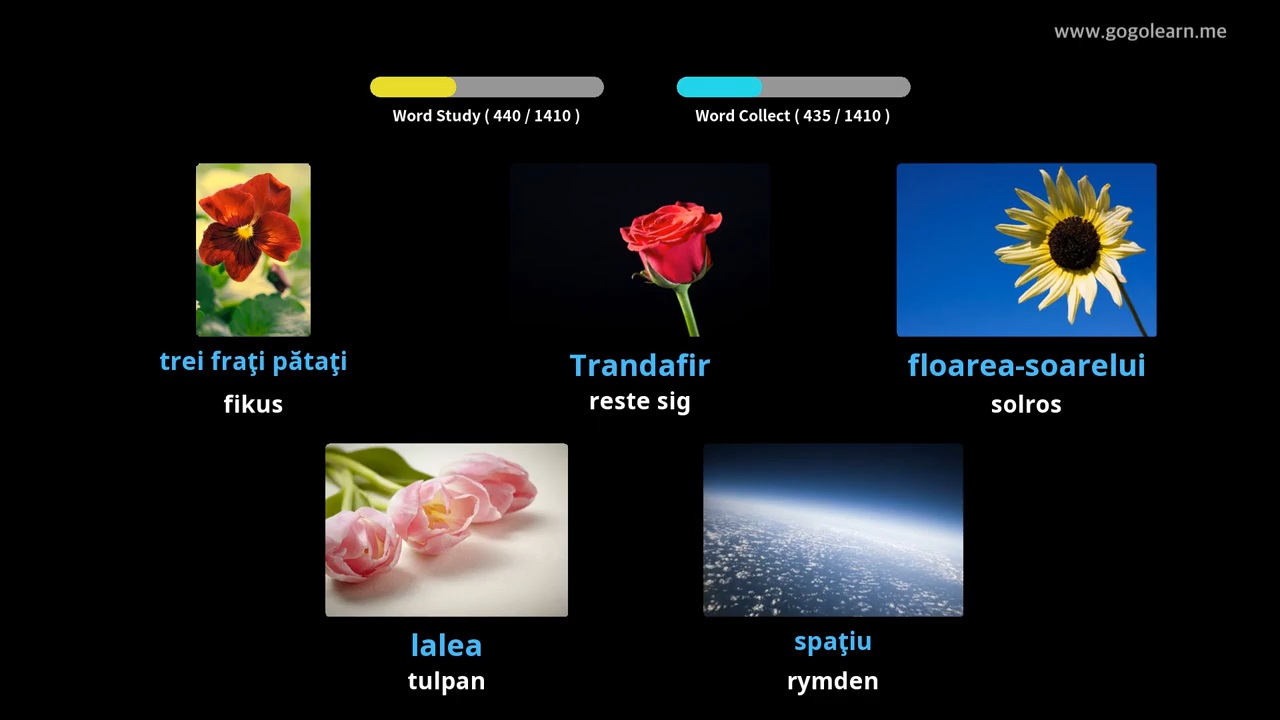 www.gogolearn.me
Word Study ( 440 / 1410 )
Word Collect ( 435 / 1410 )
trei fraţi pătaţi
fikus
Trandafir
reste sig
floarea-soarelui
solros
lalea
tulpan
spaţiu
rymden